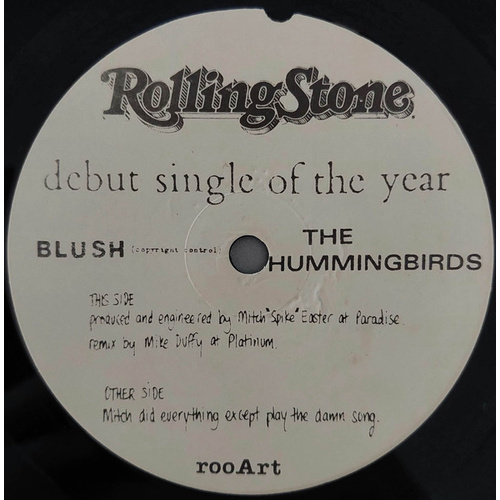 RollingStone
debut single of the year
BLUSH (copyright control) THE
HUMMINGBIRDS
THIS SIDE
produced and engineered by Mitch "Spike" Easter at Paradise.
remix by Mike Duffy at Platinum.
OTHER SIDE
Mitch did everything except play the damn song.
rooArt